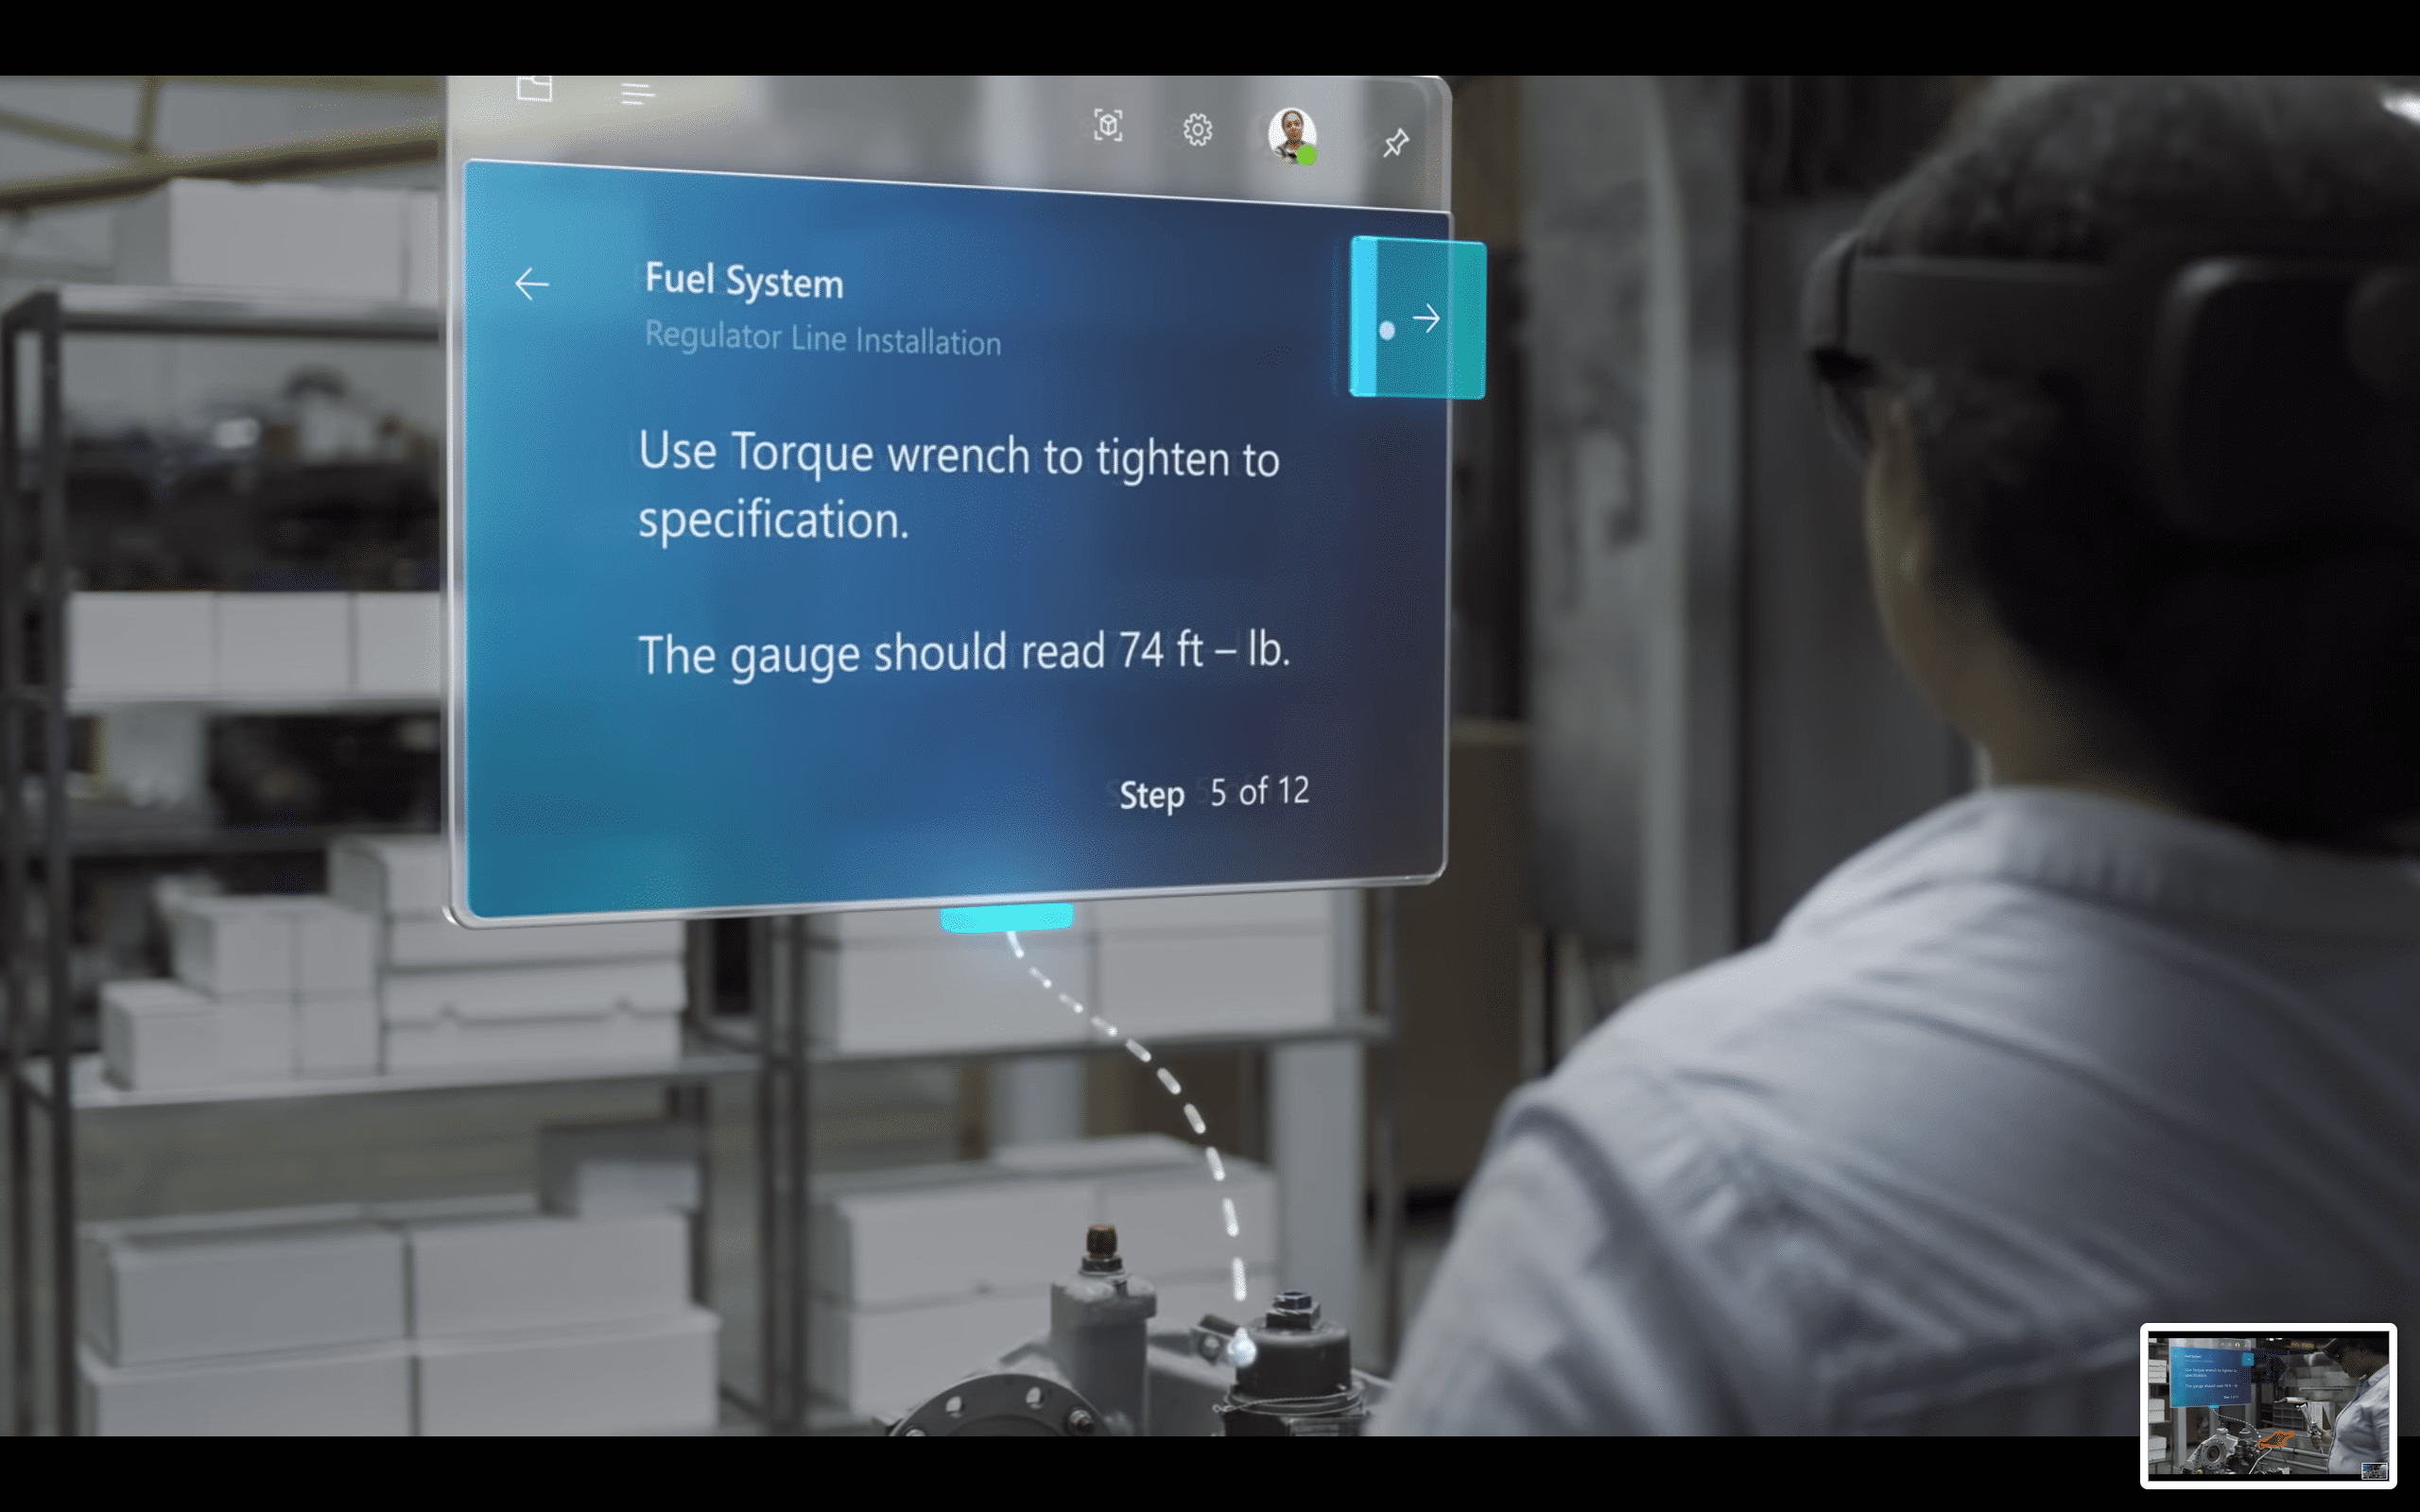 Fuel System
Regulator Line Installation
Use Torque wrench to tighten to
specification.
The gauge should read 74 ft – lb.
Step 5 of 12